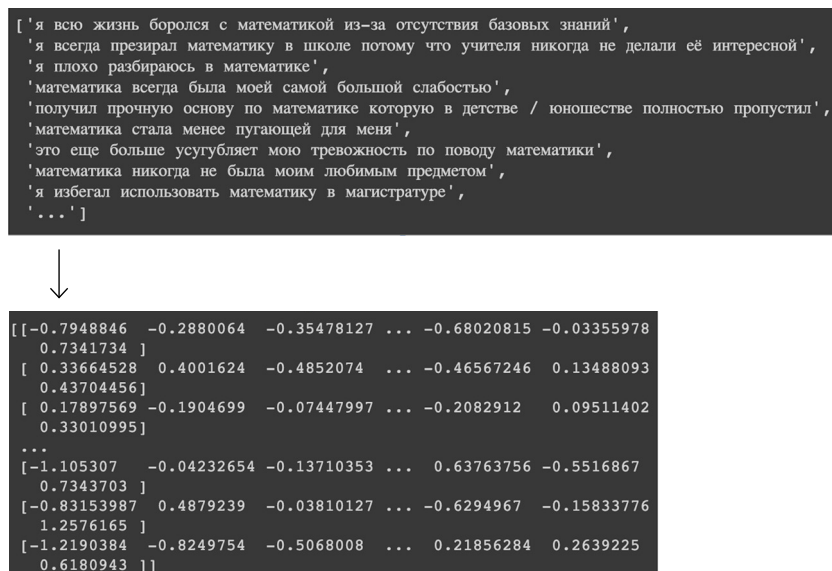 ['я всю жизнь боролся с математикой из-за отсутствия базовых знаний',
'я всегда презирал математику в школе потому что учителя никогда не делали её интересной',
'я плохо разбираюсь в математике',
'математика всегда была моей самой большой слабостью',
'получил прочную основу по математике которую в детстве / юношестве полностью пропустил',
'математика стала менее пугающей для меня',
'это еще больше усугубляет мою тревожность по поводу математики',
'математика никогда не была моим любимым предметом',
'я избегал использовать математику в магистратуре',
'...']
[[-0.7948846 -0.2880064 -0.35478127 ... -0.68020815 -0.03355978
0.7341734 ]
[ 0.33664528 0.4001624 -0.4852074 ... -0.46567246 0.13488093
0.43704456]
[ 0.17897569 -0.1904699 -0.07447997 ... -0.2082912 0.09511402
0.33010995]
...
[-1.105307 -0.04232654 -0.13710353 ... 0.63763756 -0.5516867
0.7343703 ]
[-0.83153987 0.4879239 -0.03810127 ... -0.6294967 -0.15833776
1.2576165 ]
[-1.2190384 -0.8249754 -0.5068008 ... 0.21856284 0.2639225
0.6180943 ]]